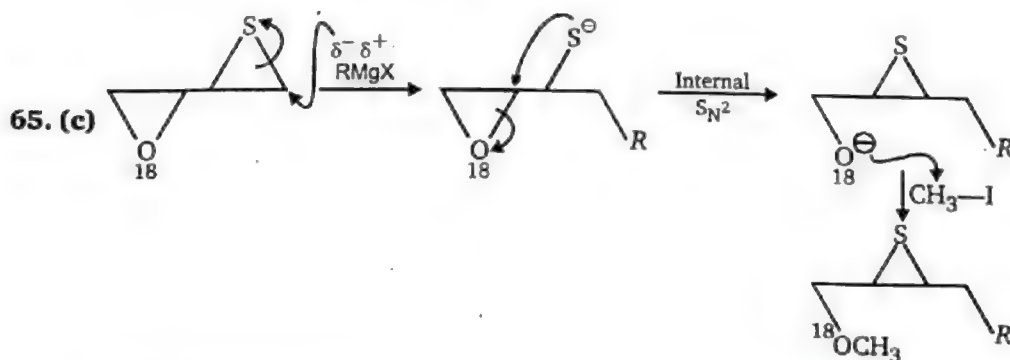 S S⊖ S
δ⁻ δ⁺
RMgX
Internal
S_N2
65. (c)
O O R O⊖ R
18 18 18 CH₃—I
S
R
18OCH₃